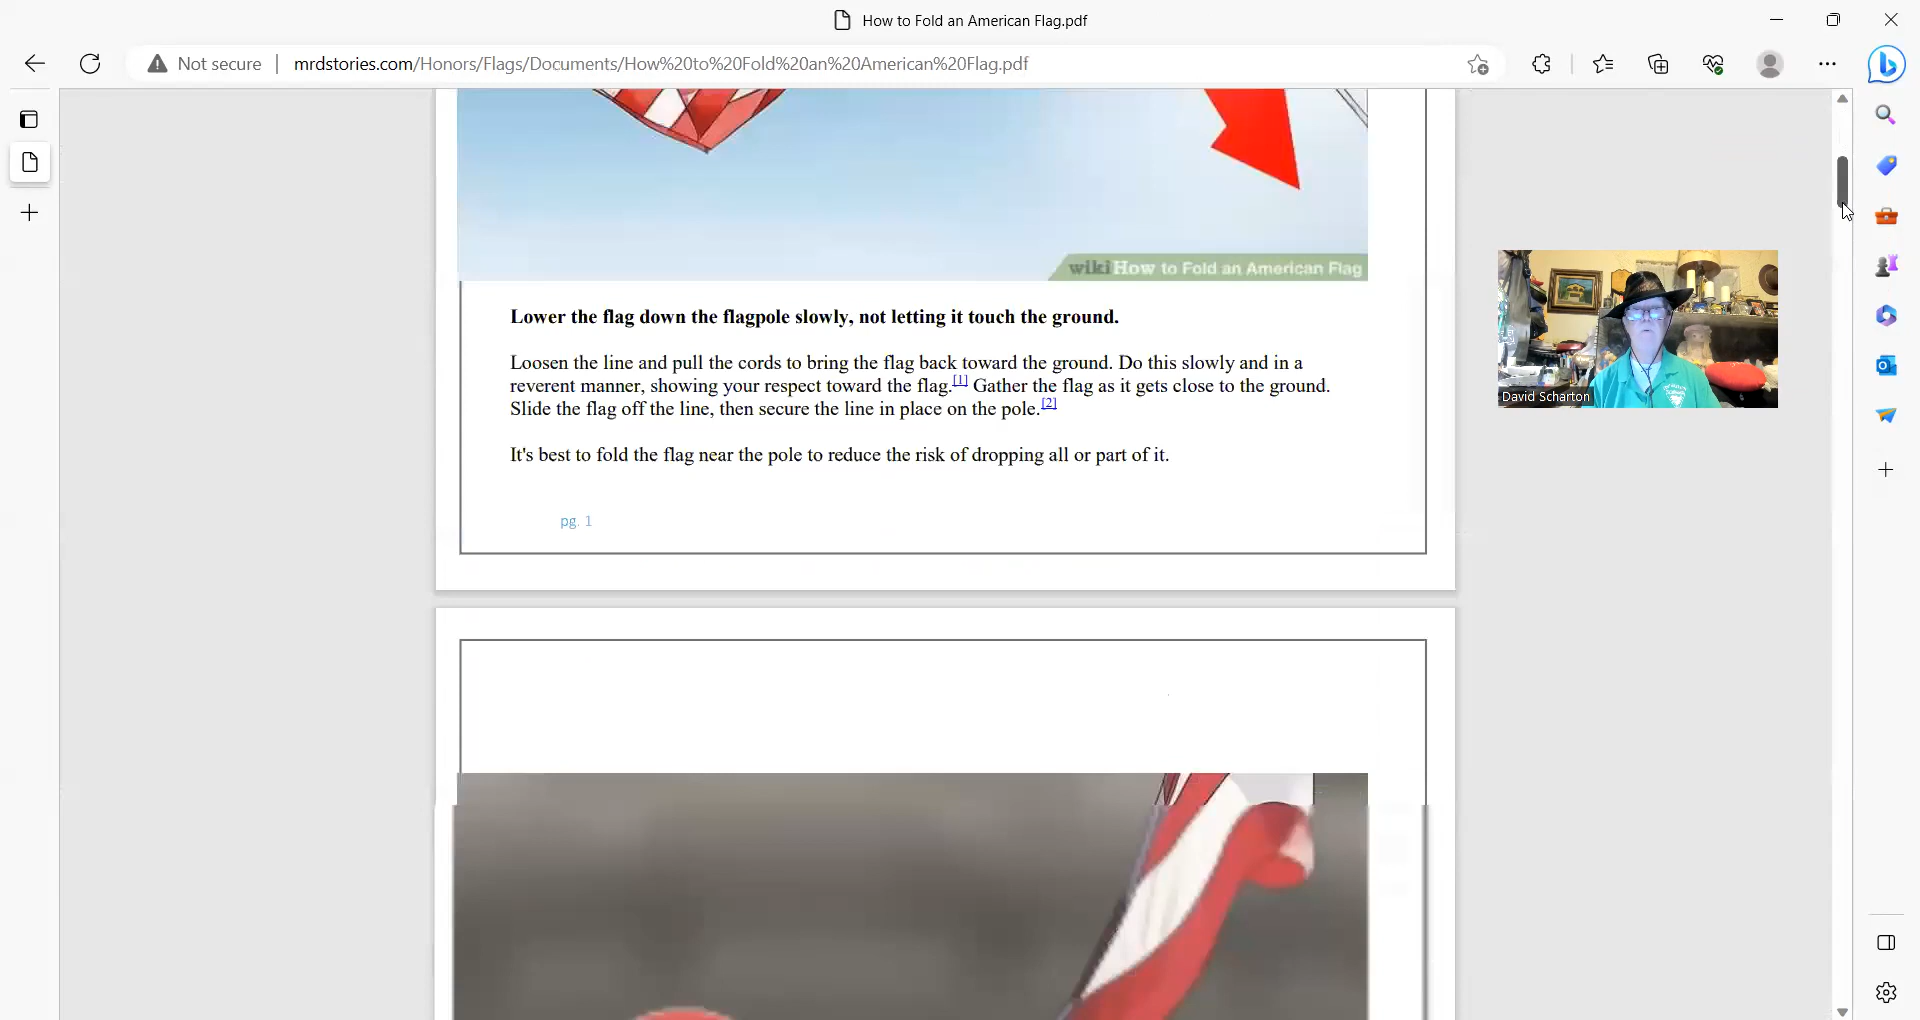 How to Fold an American Flag.pdf
Not secure
mrdstories.com/Honors/Flags/Documents/How%20to%20Fold%20an%20American%20Flag.pdf
wikiHow to Fold an American Flag
Lower the flag down the flagpole slowly, not letting it touch the ground.
Loosen the line and pull the cords to bring the flag back toward the ground. Do this slowly and in a
reverent manner, showing your respect toward the flag.[1] Gather the flag as it gets close to the ground.
Slide the flag off the line, then secure the line in place on the pole.[2]
It's best to fold the flag near the pole to reduce the risk of dropping all or part of it.
pg. 1
David Scharton